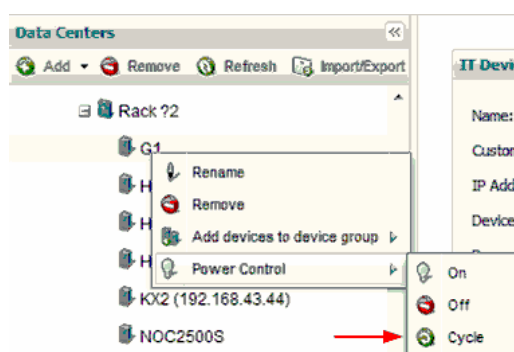 Data Centers
Add Remove Refresh Import/Export
Rack ?2
G1
H
H
H
KX2 (192.168.43.44)
NOC2500S
Rename
Remove
Add devices to device group
Power Control
On
Off
Cycle
IT Devi
Name:
Custor
IP Add
Device